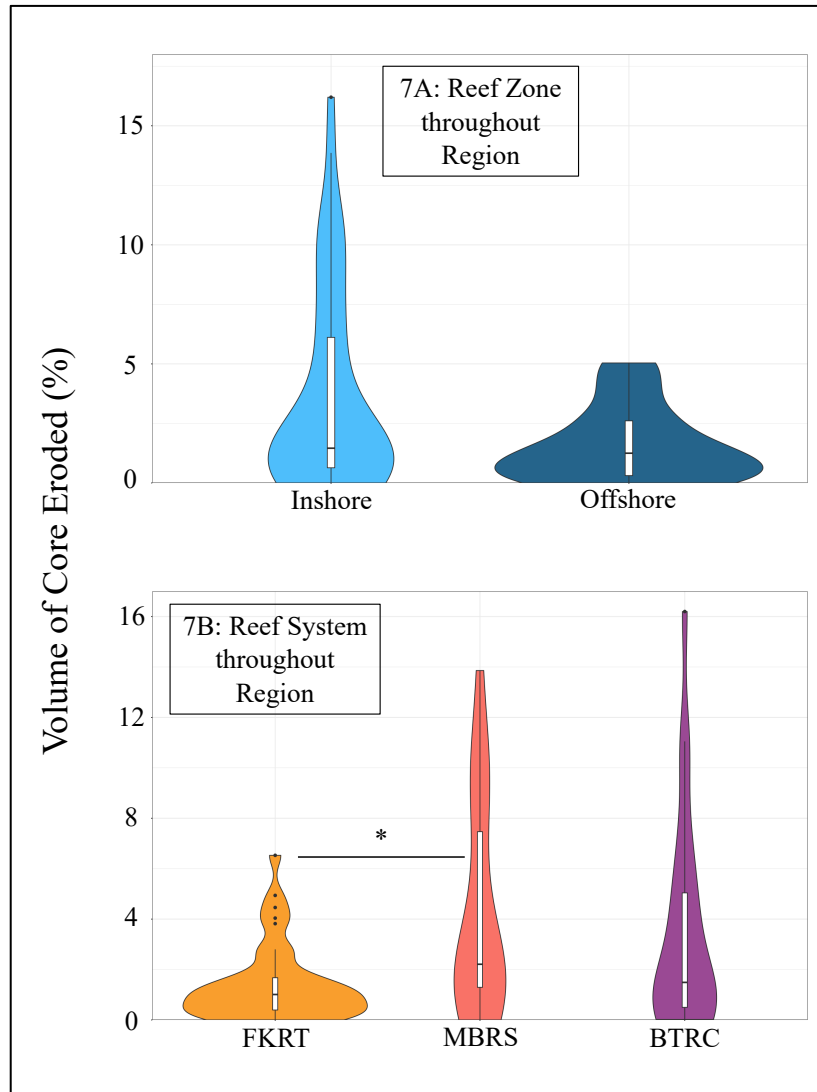 Volume of Core Eroded (%)
7A: Reef Zone
throughout
Region
15
10
5
0
Inshore
Offshore
7B: Reef System
throughout
Region
16
12
8
4
0
*
FKRT
MBRS
BTRC